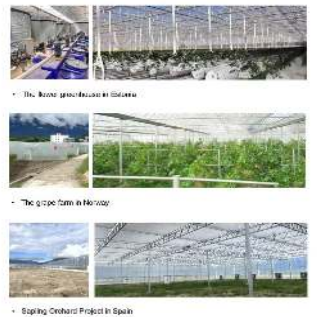 • The flower greenhouse in Estonia
• The grape farm in Norway
• Sapling Orchard Project in Spain